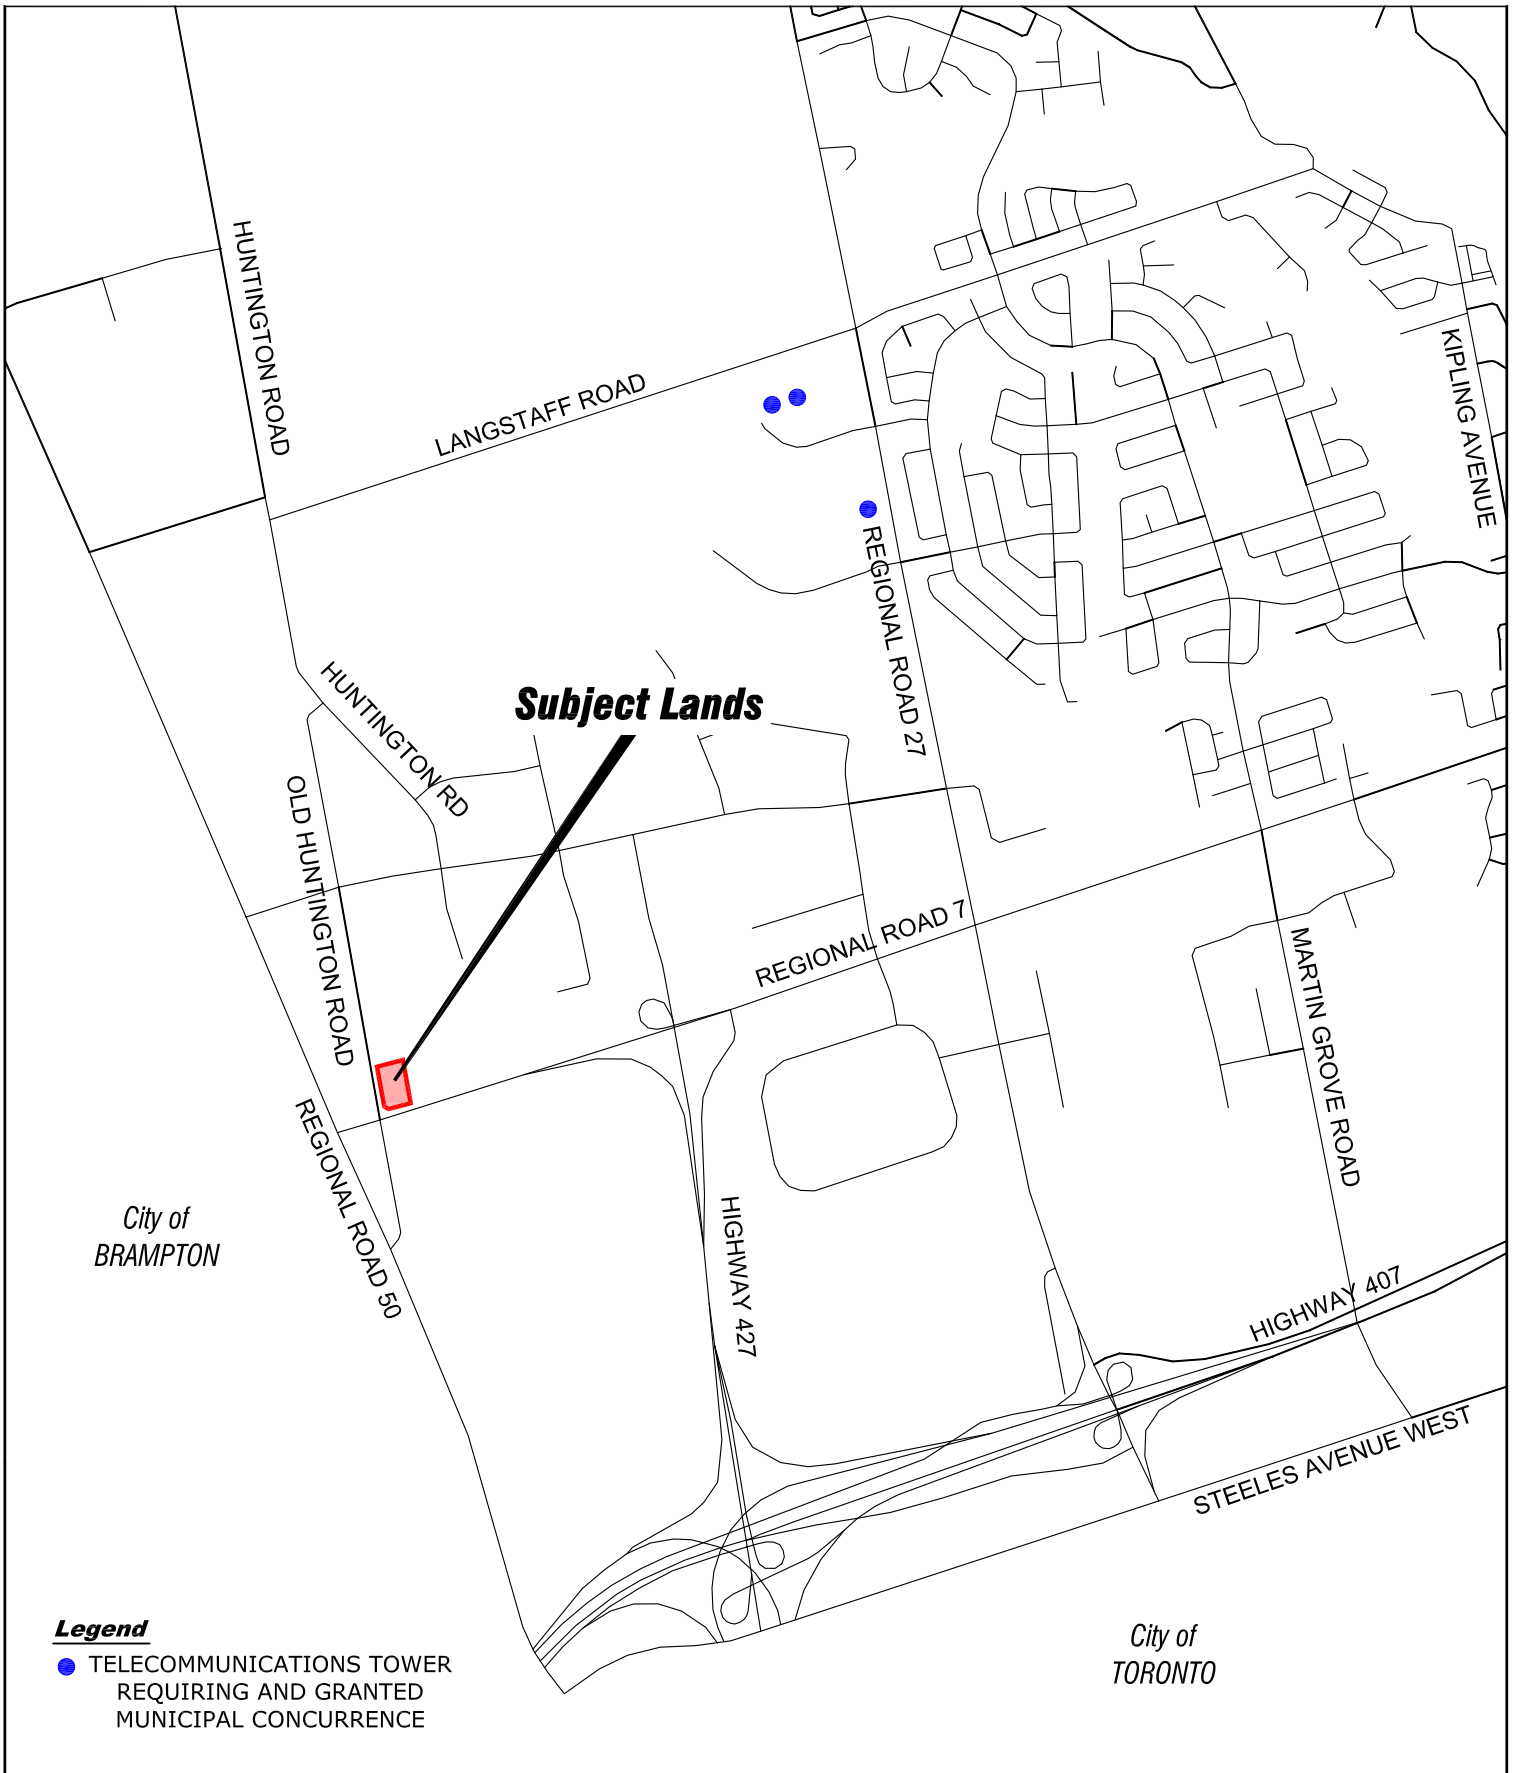 HUNTINGTON ROAD
LANGSTAFF ROAD
KIPLING AVENUE
REGIONAL ROAD 27
HUNTINGTON RD
Subject Lands
OLD HUNTINGTON ROAD
REGIONAL ROAD 7
MARTIN GROVE ROAD
REGIONAL ROAD 50
HIGHWAY 427
City of
BRAMPTON
HIGHWAY 407
STEELES AVENUE WEST
Legend
TELECOMMUNICATIONS TOWER
REQUIRING AND GRANTED
MUNICIPAL CONCURRENCE
City of
TORONTO